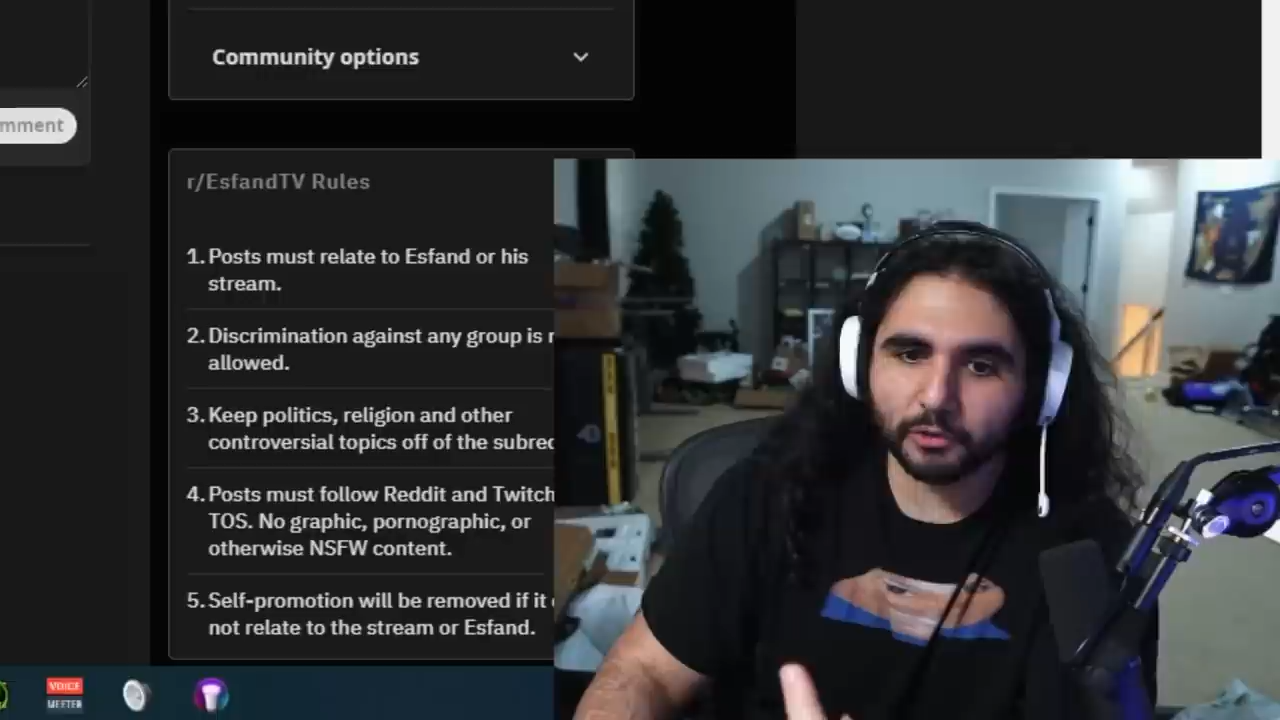 Community options
mment
r/EsfandTV Rules
1. Posts must relate to Esfand or his
stream.
2. Discrimination against any group is
allowed.
3. Keep politics, religion and other
controversial topics off of the subred
4. Posts must follow Reddit and Twitch
TOS. No graphic, pornographic, or
otherwise NSFW content.
5. Self-promotion will be removed if it
not relate to the stream or Esfand.
VOICE
MEETER